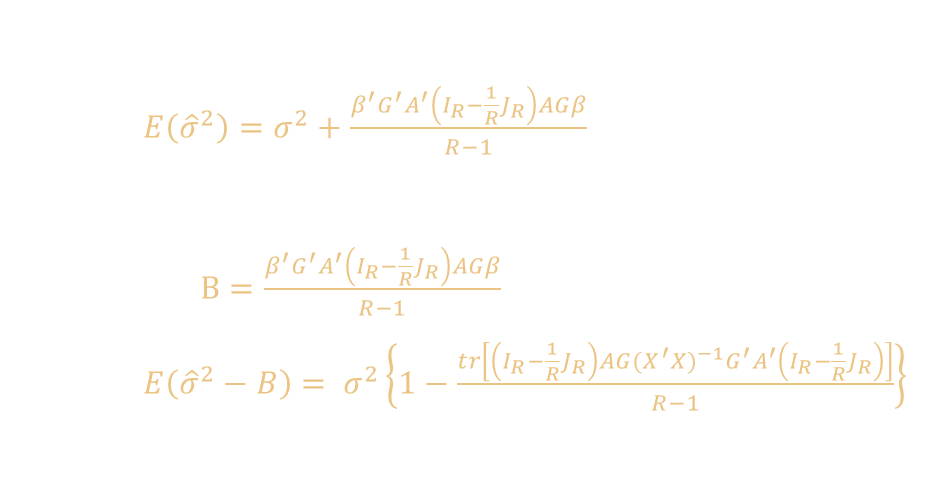 E(σ̂²) = σ² + β′G′A′(I_R−1/R J_R)AGβ / R−1
B = β′G′A′(I_R−1/R J_R)AGβ / R−1
E(σ̂² − B) = σ² {1 − tr[(I_R−1/R J_R)AG(X′X)⁻¹G′A′(I_R−1/R J_R)] / R−1}